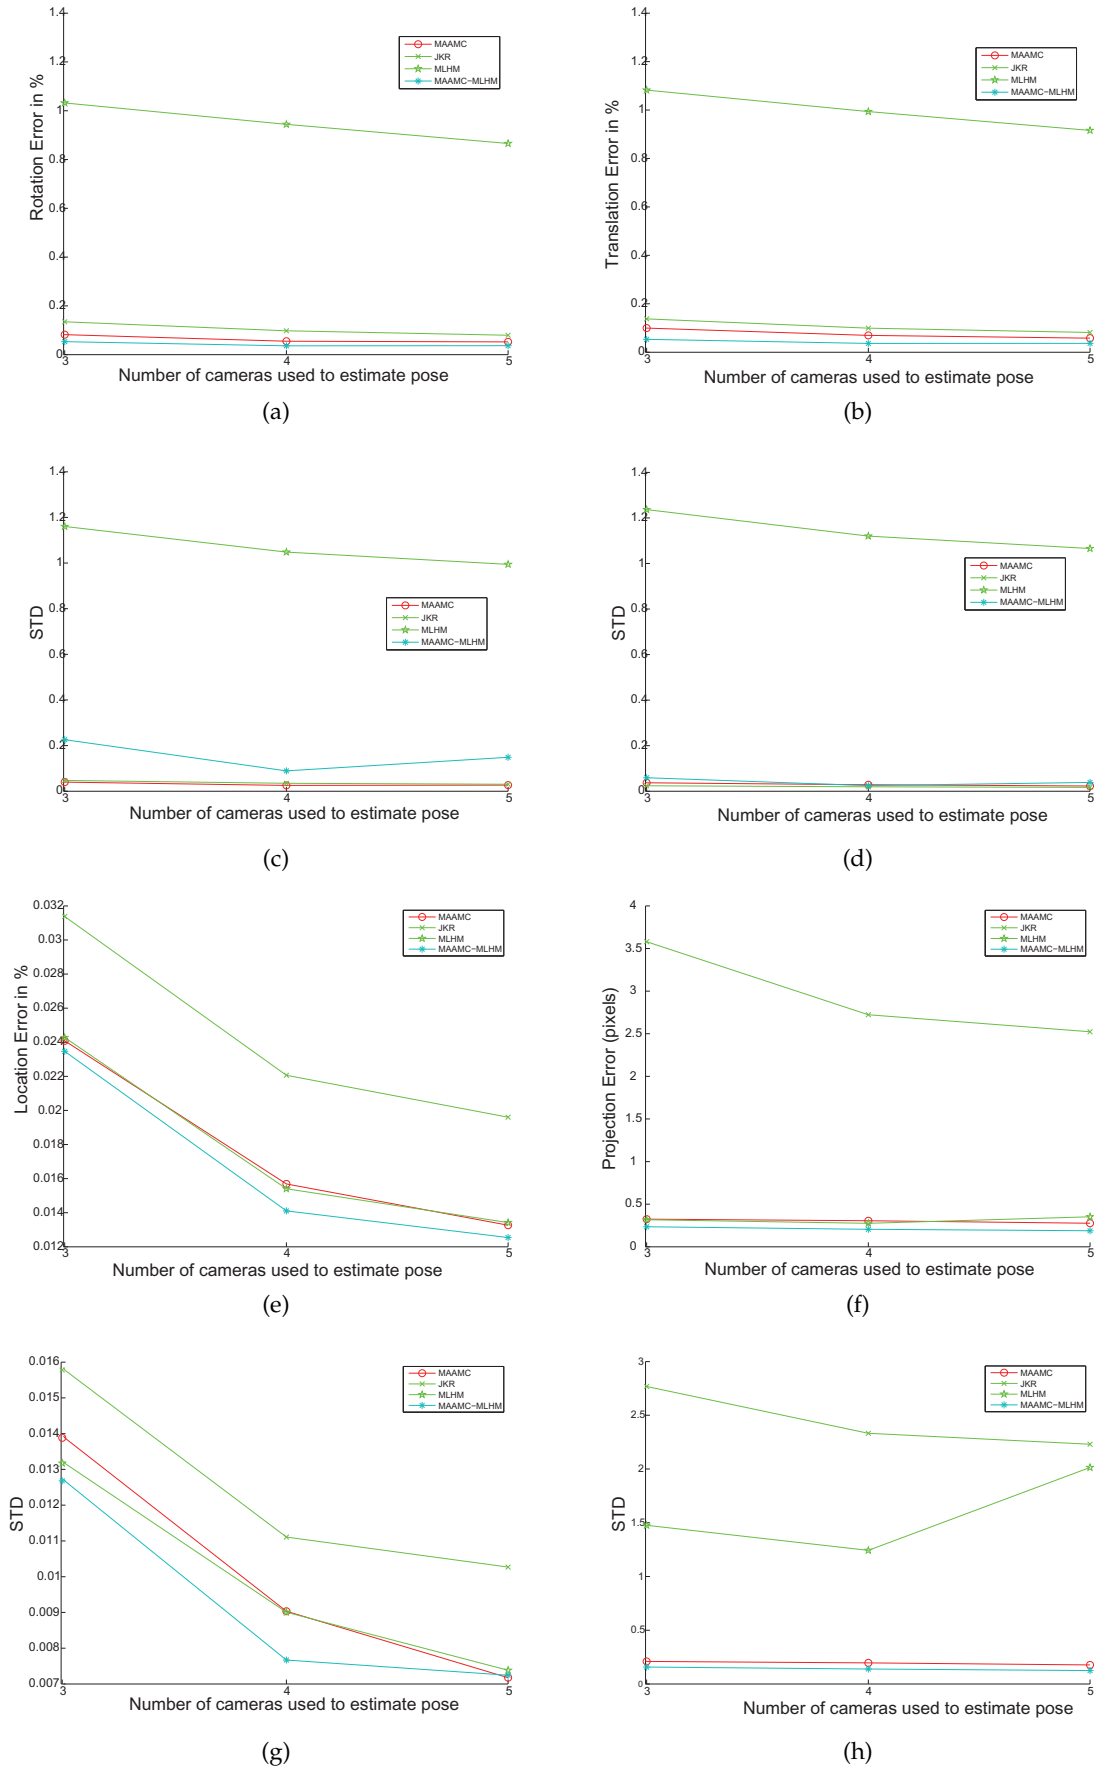 1.4
1.2
1
0.8
0.6
0.4
0.2
0
Rotation Error in %
MAAMC
JKR
MLHM
MAAMC−MLHM
3 4 5
Number of cameras used to estimate pose
(a)
1.4
1.2
1
0.8
0.6
0.4
0.2
0
Translation Error in %
MAAMC
JKR
MLHM
MAAMC−MLHM
3 4 5
Number of cameras used to estimate pose
(b)
1.4
1.2
1
0.8
0.6
0.4
0.2
0
STD
MAAMC
JKR
MLHM
MAAMC−MLHM
3 4 5
Number of cameras used to estimate pose
(c)
1.4
1.2
1
0.8
0.6
0.4
0.2
0
STD
MAAMC
JKR
MLHM
MAAMC−MLHM
3 4 5
Number of cameras used to estimate pose
(d)
0.032
0.03
0.028
0.026
0.024
0.022
0.02
0.018
0.016
0.014
0.012
Location Error in %
MAAMC
JKR
MLHM
MAAMC−MLHM
3 4 5
Number of cameras used to estimate pose
(e)
4
3.5
3
2.5
2
1.5
1
0.5
0
Projection Error (pixels)
MAAMC
JKR
MLHM
MAAMC−MLHM
3 4 5
Number of cameras used to estimate pose
(f)
0.016
0.015
0.014
0.013
0.012
0.011
0.01
0.009
0.008
0.007
STD
MAAMC
JKR
MLHM
MAAMC−MLHM
3 4 5
Number of cameras used to estimate pose
(g)
3
2.5
2
1.5
1
0.5
0
STD
MAAMC
JKR
MLHM
MAAMC−MLHM
3 4 5
Number of cameras used to estimate pose
(h)